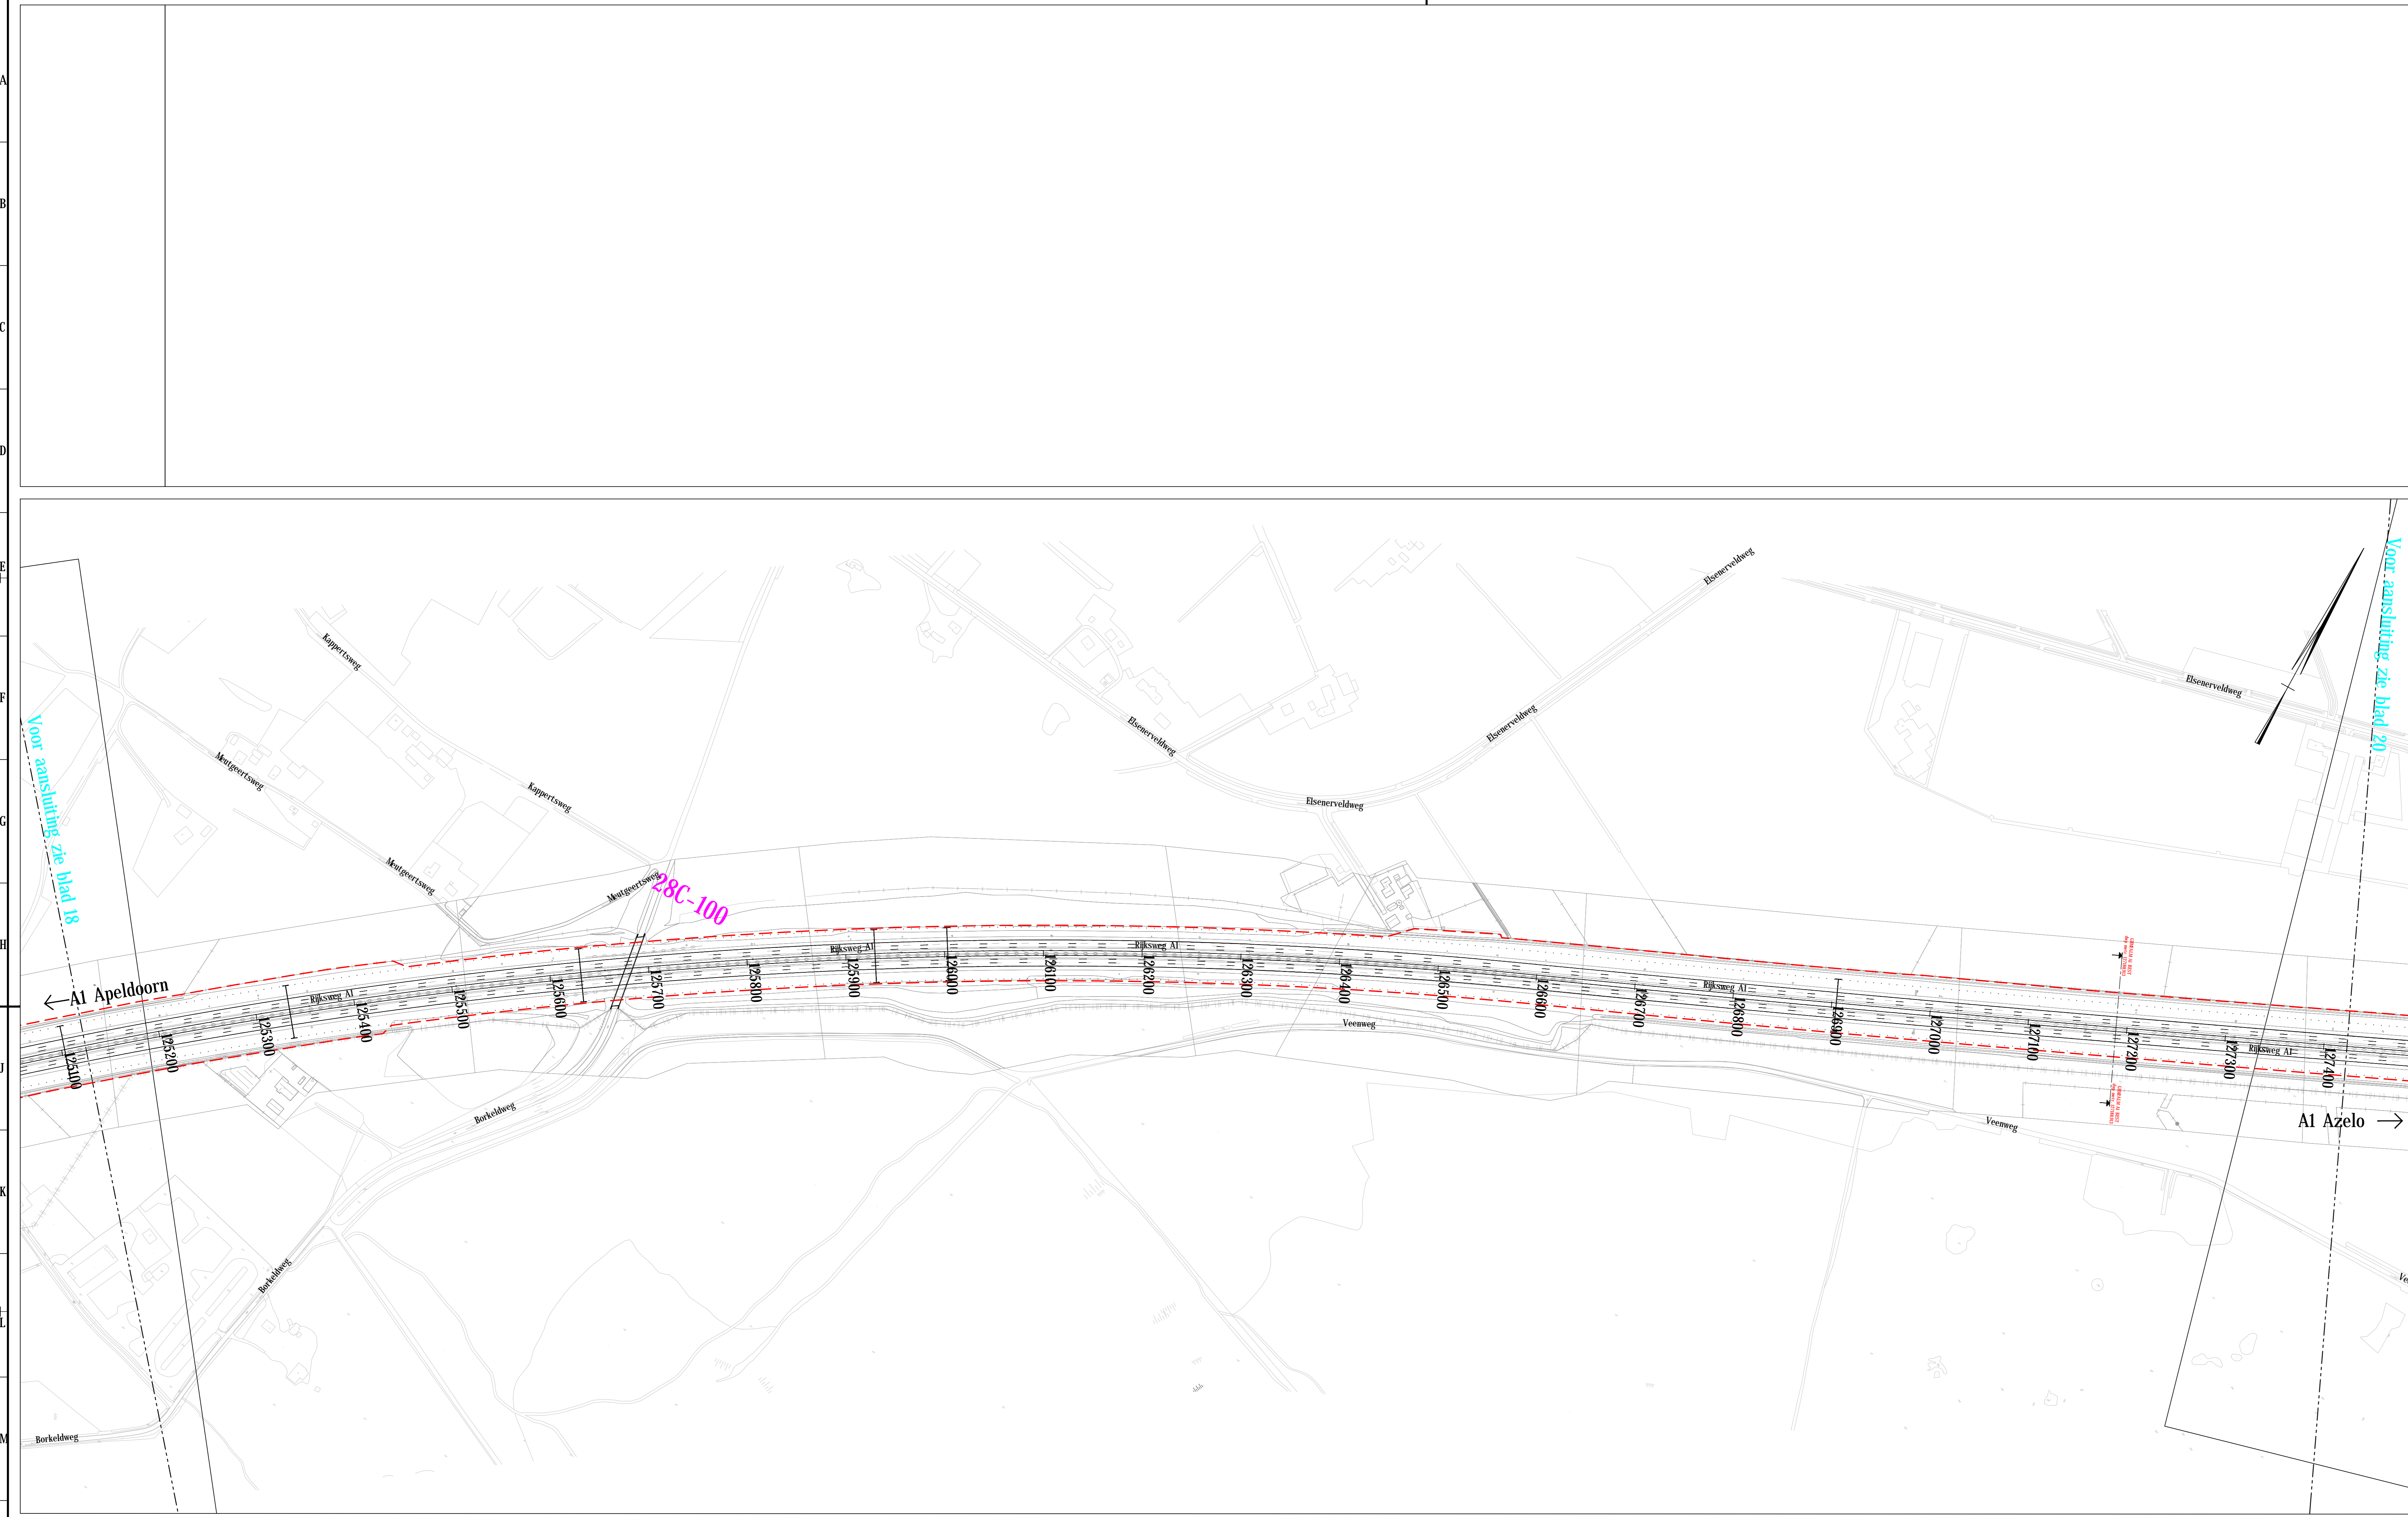 A
B
C
D
E
F
G
H
J
K
L
M
Voor aansluiting zie blad 18
Voor aansluiting zie blad 20
Kappertsweg
Kappertsweg
Meutgeertsweg
Meutgeertsweg
Meutgeertsweg
28C-100
Elsenerveldweg
Elsenerveldweg
Elsenerveldweg
Elsenerveldweg
Elsenerveldweg
A1 Apeldoorn
Rijksweg A1
Rijksweg A1
Rijksweg A1
Rijksweg A1
Rijksweg A1
125100
125200
125300
125400
125500
125600
125700
125800
125900
126000
126100
126200
126300
126400
126500
126600
126700
126800
126900
127000
127100
127200
127300
127400
A1 Azelo
Veenweg
Veenweg
Borkeldweg
Borkeldweg
Borkeldweg